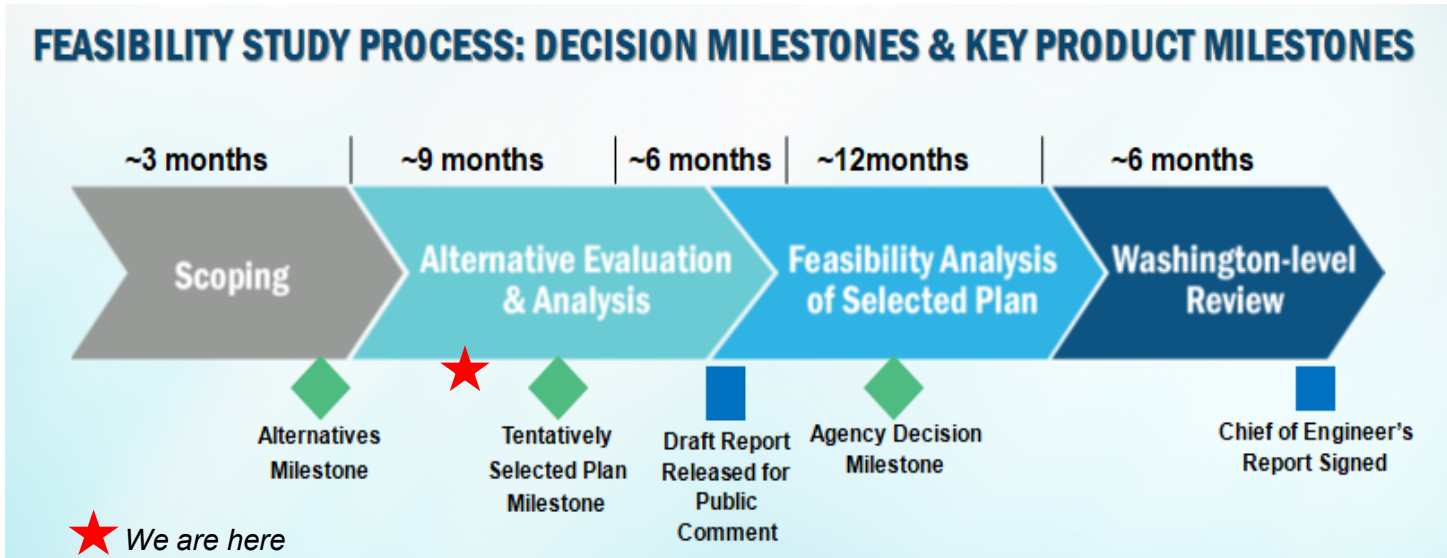 FEASIBILITY STUDY PROCESS: DECISION MILESTONES & KEY PRODUCT MILESTONES
~3 months
~9 months
~6 months
~12months
~6 months
Scoping
Alternative Evaluation
& Analysis
Feasibility Analysis
of Selected Plan
Washington-level
Review
Alternatives
Milestone
Tentatively
Selected Plan
Milestone
Draft Report
Released for
Public
Comment
Agency Decision
Milestone
Chief of Engineer's
Report Signed
We are here